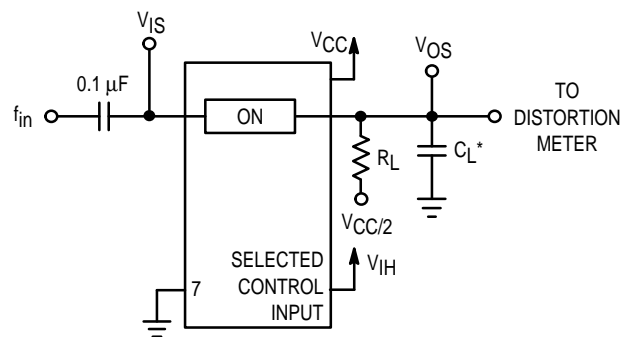 VIS
VCC
VOS
0.1 µF
fin
ON
TO
DISTORTION
METER
RL
CL*
VCC/2
SELECTED
CONTROL
INPUT
VIH
7